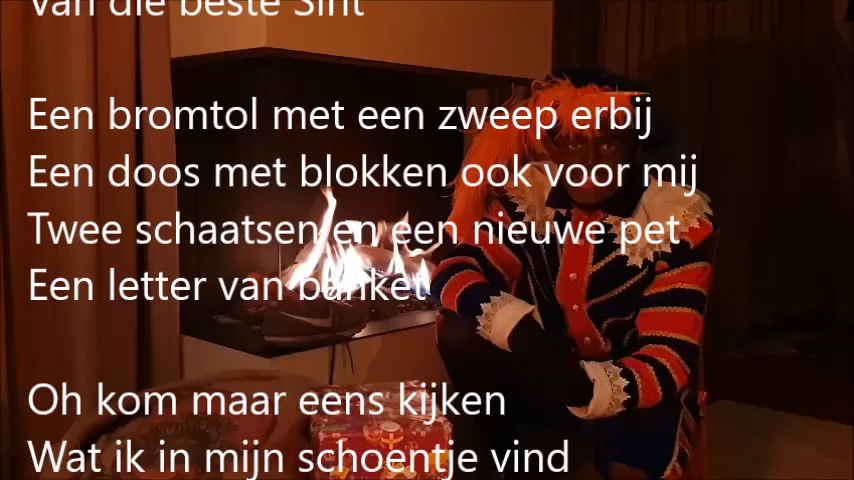 Van die beste Sint
Een bromtol met een zweep erbij
Een doos met blokken ook voor mij
Twee schaatsen en een nieuwe pet
Een letter van banket
Oh kom maar eens kijken
Wat ik in mijn schoentje vind